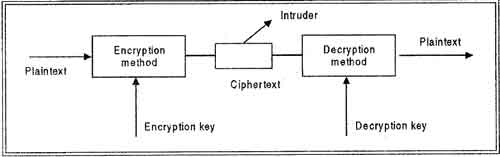 Intruder
Encryption
method
Decryption
method
Plaintext
Plaintext
Ciphertext
Encryption key
Decryption key